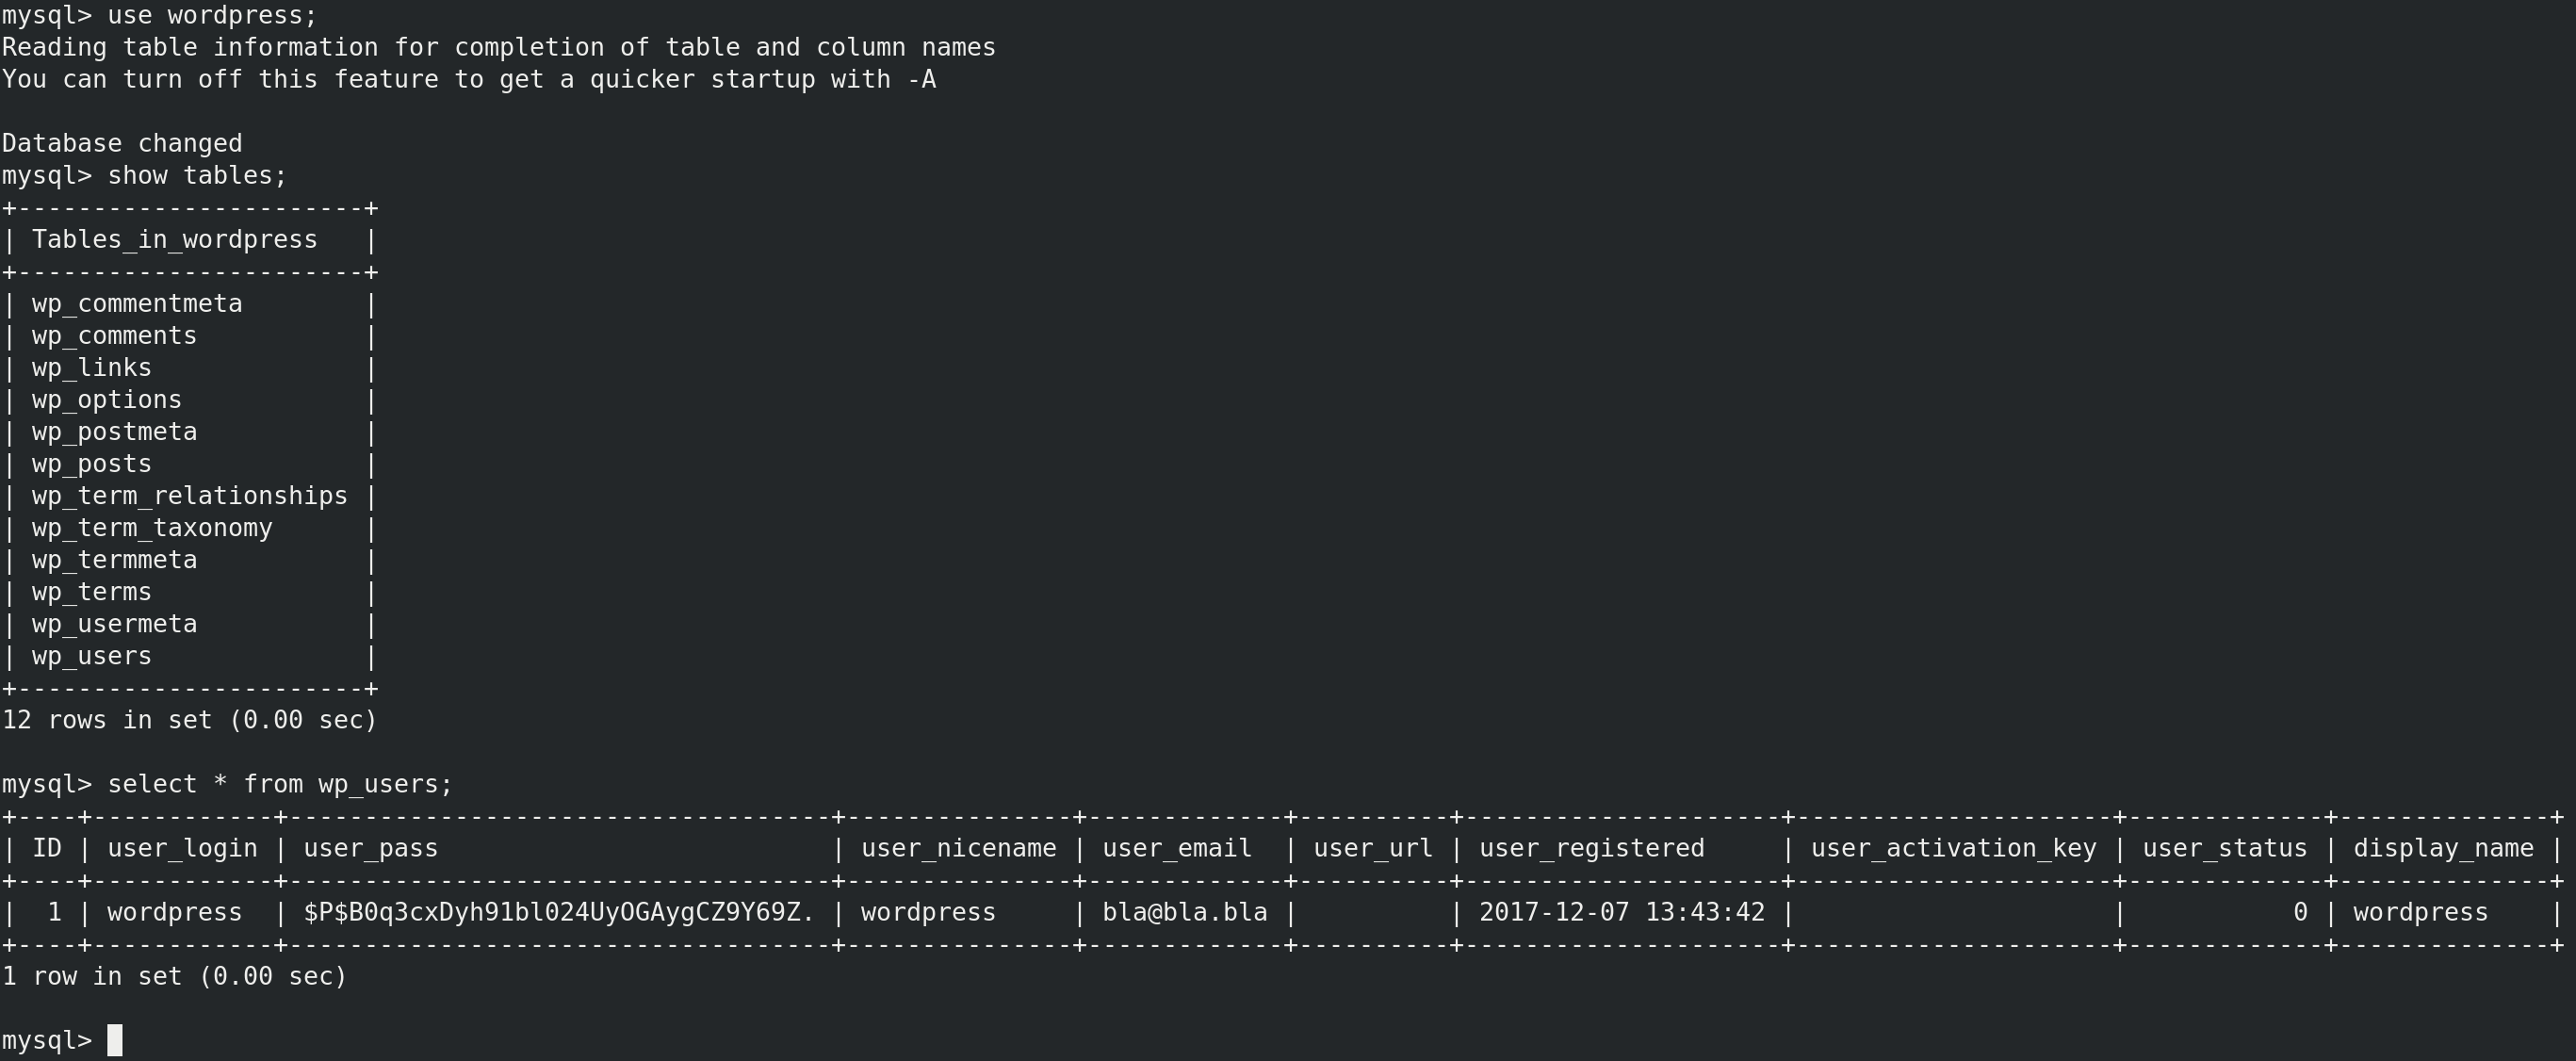 mysql> use wordpress;
Reading table information for completion of table and column names
You can turn off this feature to get a quicker startup with -A

Database changed
mysql> show tables;
+-----------------------+
| Tables_in_wordpress   |
+-----------------------+
| wp_commentmeta        |
| wp_comments           |
| wp_links              |
| wp_options            |
| wp_postmeta           |
| wp_posts              |
| wp_term_relationships |
| wp_term_taxonomy      |
| wp_termmeta           |
| wp_terms              |
| wp_usermeta           |
| wp_users              |
+-----------------------+
12 rows in set (0.00 sec)

mysql> select * from wp_users;
+----+------------+------------------------------------+---------------+-------------+----------+---------------------+---------------------+-------------+--------------+
| ID | user_login | user_pass                          | user_nicename | user_email  | user_url | user_registered     | user_activation_key | user_status | display_name |
+----+------------+------------------------------------+---------------+-------------+----------+---------------------+---------------------+-------------+--------------+
|  1 | wordpress  | $P$B0q3cxDyh91bl024UyOGAygCZ9Y69Z. | wordpress     | bla@bla.bla |          | 2017-12-07 13:43:42 |                     |           0 | wordpress    |
+----+------------+------------------------------------+---------------+-------------+----------+---------------------+---------------------+-------------+--------------+
1 row in set (0.00 sec)

mysql>